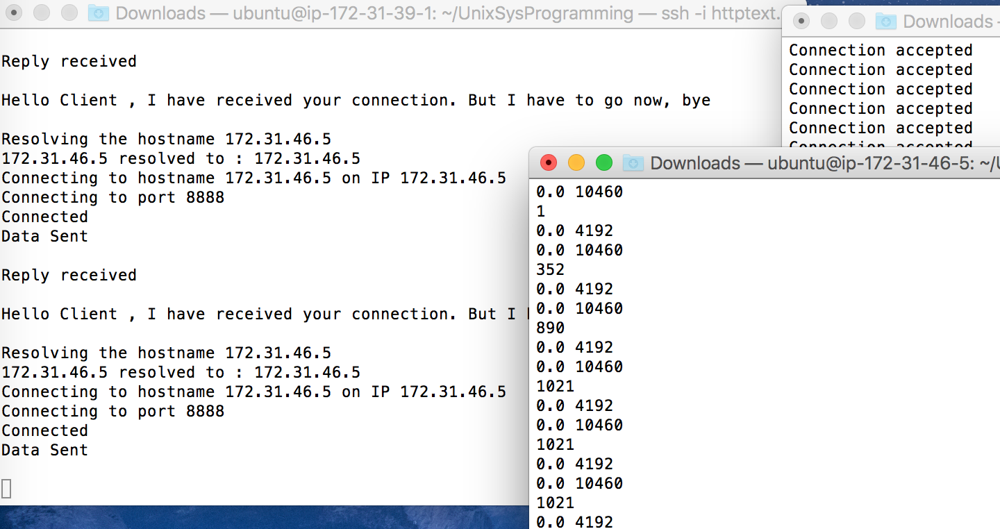 Downloads — ubuntu@ip-172-31-39-1: ~/UnixSysProgramming — ssh -i httptext.
Reply received
Hello Client , I have received your connection. But I have to go now, bye
Resolving the hostname 172.31.46.5
172.31.46.5 resolved to : 172.31.46.5
Connecting to hostname 172.31.46.5 on IP 172.31.46.5
Connecting to port 8888
Connected
Data Sent
Reply received
Hello Client , I have received your connection. But I
Resolving the hostname 172.31.46.5
172.31.46.5 resolved to : 172.31.46.5
Connecting to hostname 172.31.46.5 on IP 172.31.46.5
Connecting to port 8888
Connected
Data Sent
Downloads -
Connection accepted
Connection accepted
Connection accepted
Connection accepted
Connection accepted
Connection accepted
Downloads — ubuntu@ip-172-31-46-5: ~/U
0.0 10460
1
0.0 4192
0.0 10460
352
0.0 4192
0.0 10460
890
0.0 4192
0.0 10460
1021
0.0 4192
0.0 10460
1021
0.0 4192
0.0 10460
1021
0.0 4192